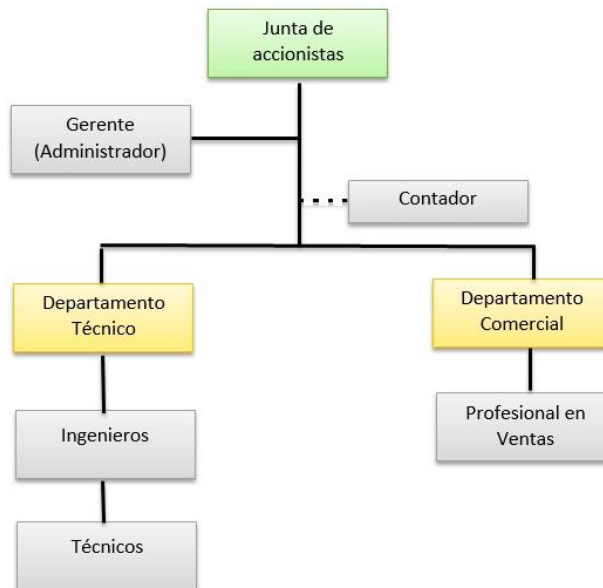 Junta de
accionistas
Gerente
(Administrador)
Contador
Departamento
Técnico
Departamento
Comercial
Ingenieros
Profesional en
Ventas
Técnicos